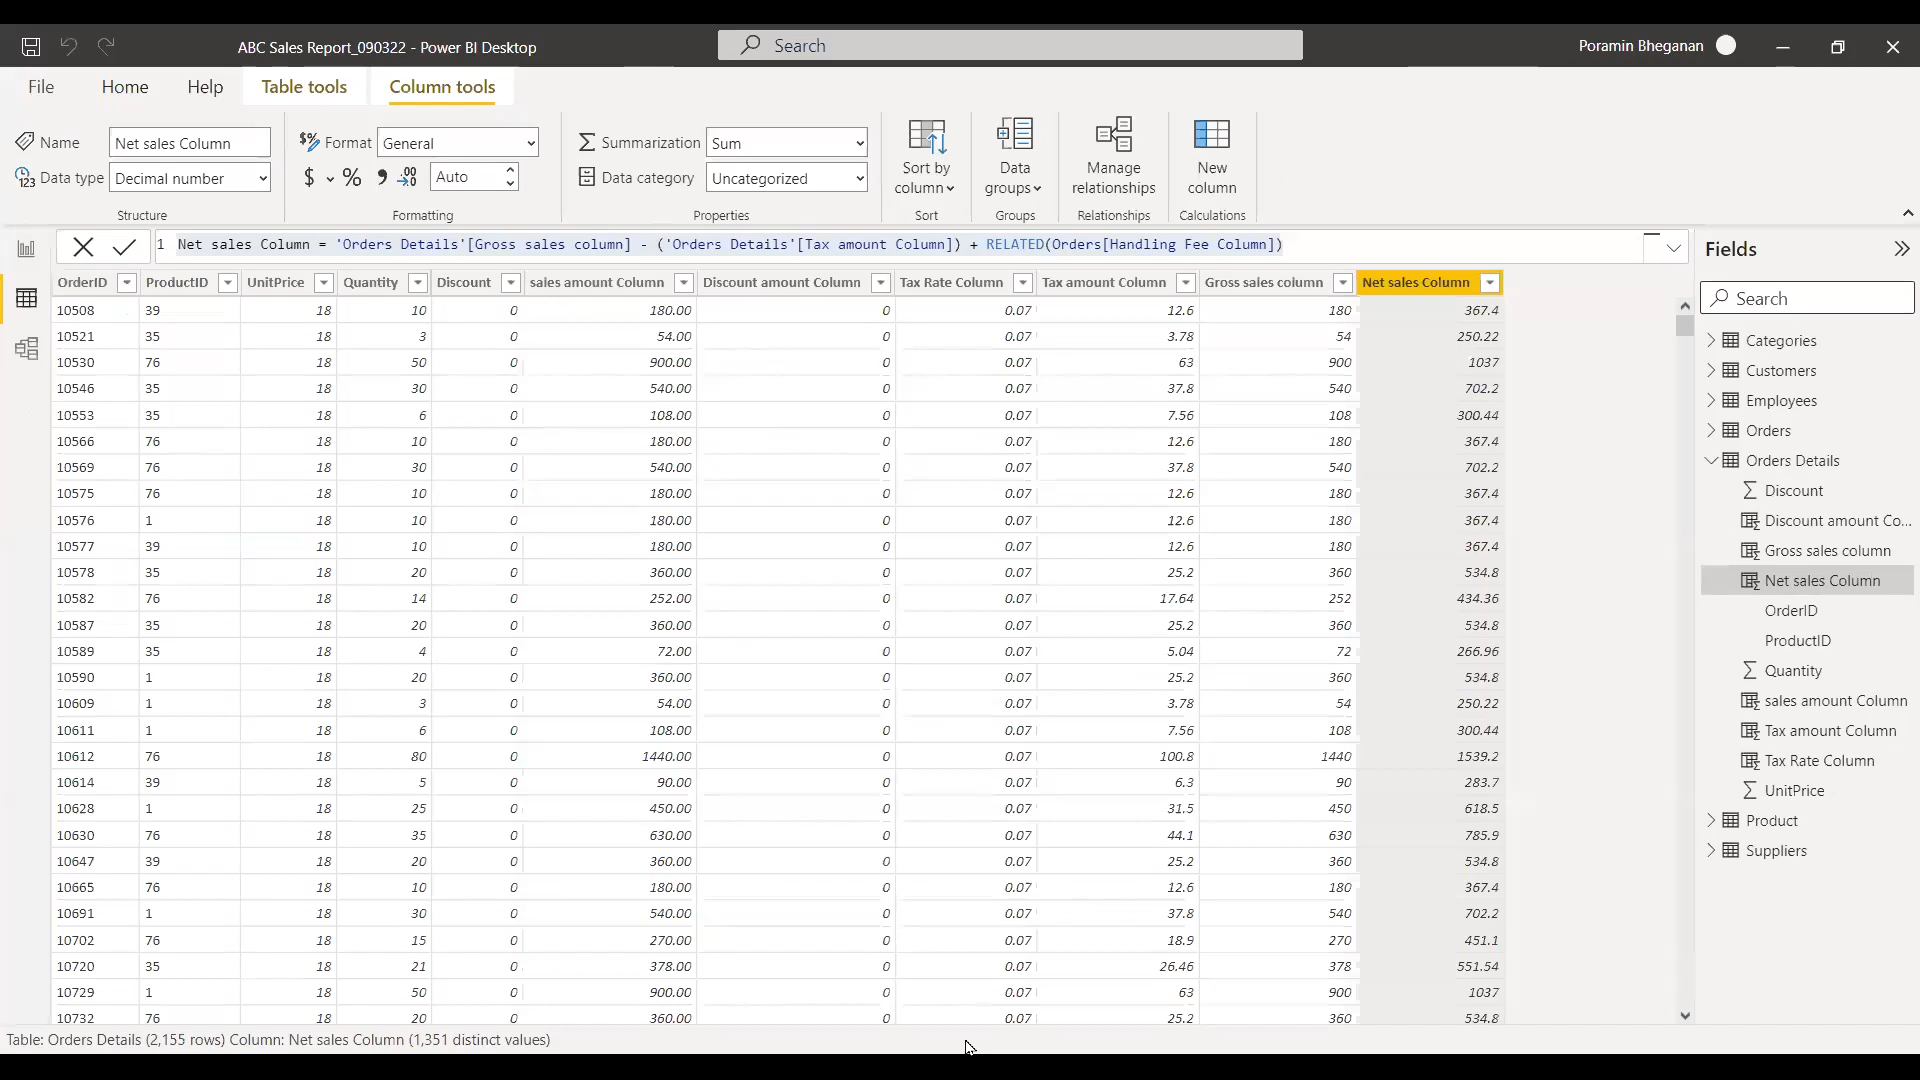 ABC Sales Report_090322 - Power BI Desktop
Search
Poramin Bheganan
File Home Help Table tools Column tools
Name Net sales Column
Data type Decimal number
Structure
Format General
$ % Auto
Formatting
Summarization Sum
Data category Uncategorized
Properties
Sort by
column
Sort
Data
groups
Groups
Manage
relationships
Relationships
New
column
Calculations
1 Net sales Column = 'Orders Details'[Gross sales column] - ('Orders Details'[Tax amount Column]) + RELATED(Orders[Handling Fee Column])
OrderID ProductID UnitPrice Quantity Discount sales amount Column Discount amount Column Tax Rate Column Tax amount Column Gross sales column Net sales Column
10508 39 18 10 0 180.00 0 0.07 12.6 180 367.4
10521 35 18 3 0 54.00 0 0.07 3.78 54 250.22
10530 76 18 50 0 900.00 0 0.07 63 900 1037
10546 35 18 30 0 540.00 0 0.07 37.8 540 702.2
10553 35 18 6 0 108.00 0 0.07 7.56 108 300.44
10566 76 18 10 0 180.00 0 0.07 12.6 180 367.4
10569 76 18 30 0 540.00 0 0.07 37.8 540 702.2
10575 76 18 10 0 180.00 0 0.07 12.6 180 367.4
10576 1 18 10 0 180.00 0 0.07 12.6 180 367.4
10577 39 18 10 0 180.00 0 0.07 12.6 180 367.4
10578 35 18 20 0 360.00 0 0.07 25.2 360 534.8
10582 76 18 14 0 252.00 0 0.07 17.64 252 434.36
10587 35 18 20 0 360.00 0 0.07 25.2 360 534.8
10589 35 18 4 0 72.00 0 0.07 5.04 72 266.96
10590 1 18 20 0 360.00 0 0.07 25.2 360 534.8
10609 1 18 3 0 54.00 0 0.07 3.78 54 250.22
10611 1 18 6 0 108.00 0 0.07 7.56 108 300.44
10612 76 18 80 0 1440.00 0 0.07 100.8 1440 1539.2
10614 39 18 5 0 90.00 0 0.07 6.3 90 283.7
10628 1 18 25 0 450.00 0 0.07 31.5 450 618.5
10630 76 18 35 0 630.00 0 0.07 44.1 630 785.9
10647 39 18 20 0 360.00 0 0.07 25.2 360 534.8
10665 76 18 10 0 180.00 0 0.07 12.6 180 367.4
10691 1 18 30 0 540.00 0 0.07 37.8 540 702.2
10702 76 18 15 0 270.00 0 0.07 18.9 270 451.1
10720 35 18 21 0 378.00 0 0.07 26.46 378 551.54
10729 1 18 50 0 900.00 0 0.07 63 900 1037
10732 76 18 20 0 360.00 0 0.07 25.2 360 534.8
Table: Orders Details (2,155 rows) Column: Net sales Column (1,351 distinct values)
Fields
Search
Categories
Customers
Employees
Orders
Orders Details
Discount
Discount amount Co...
Gross sales column
Net sales Column
OrderID
ProductID
Quantity
sales amount Column
Tax amount Column
Tax Rate Column
UnitPrice
Product
Suppliers